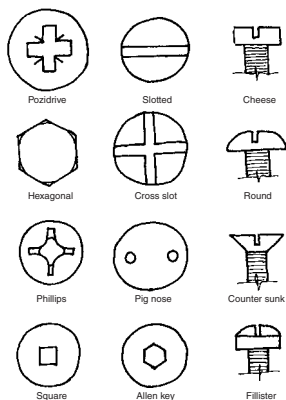 Pozidrive Slotted Cheese
Hexagonal Cross slot Round
Phillips Pig nose Counter sunk
Square Allen key Fillister